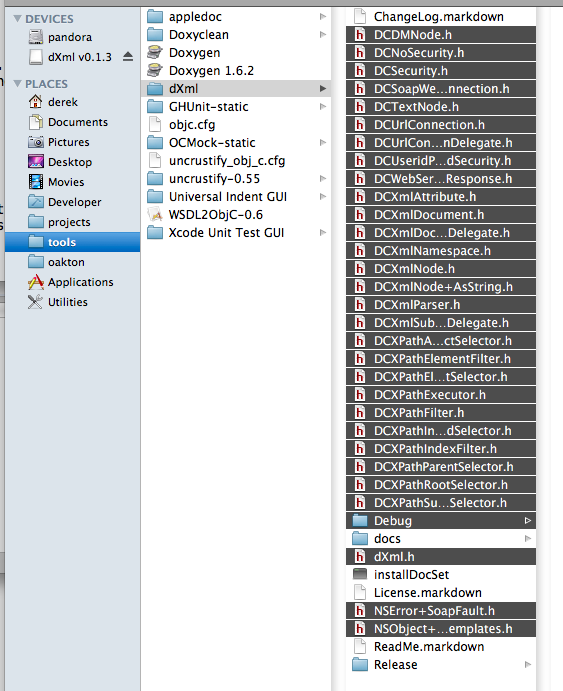 DEVICES
pandora
dXml v0.1.3
PLACES
derek
Documents
Pictures
Desktop
Movies
Developer
projects
tools
oakton
Applications
Utilities
appledoc
Doxyclean
Doxygen
Doxygen 1.6.2
dXml
GHUnit-static
objc.cfg
OCMock-static
uncrustify_obj_c.cfg
uncrustify-0.55
Universal Indent GUI
WSDL2ObjC-0.6
Xcode Unit Test GUI
ChangeLog.markdown
DCDMNode.h
DCNoSecurity.h
DCSecurity.h
DCSoapWe...nnection.h
DCTextNode.h
DCUrlConnection.h
DCUrlCon...nDelegate.h
DCUseridP...dSecurity.h
DCWebSer...Response.h
DCXmlAttribute.h
DCXmlDocument.h
DCXmlDoc...Delegate.h
DCXmlNamespace.h
DCXmlNode.h
DCXmlNode+AsString.h
DCXmlParser.h
DCXmlSub...Delegate.h
DCXPathA...ctSelector.h
DCXPathElementFilter.h
DCXPathEl...tSelector.h
DCXPathExecutor.h
DCXPathFilter.h
DCXPathIn...dSelector.h
DCXPathIndexFilter.h
DCXPathParentSelector.h
DCXPathRootSelector.h
DCXPathSu...Selector.h
Debug
docs
dXml.h
installDocSet
License.markdown
NSError+SoapFault.h
NSObject+...emplates.h
ReadMe.markdown
Release